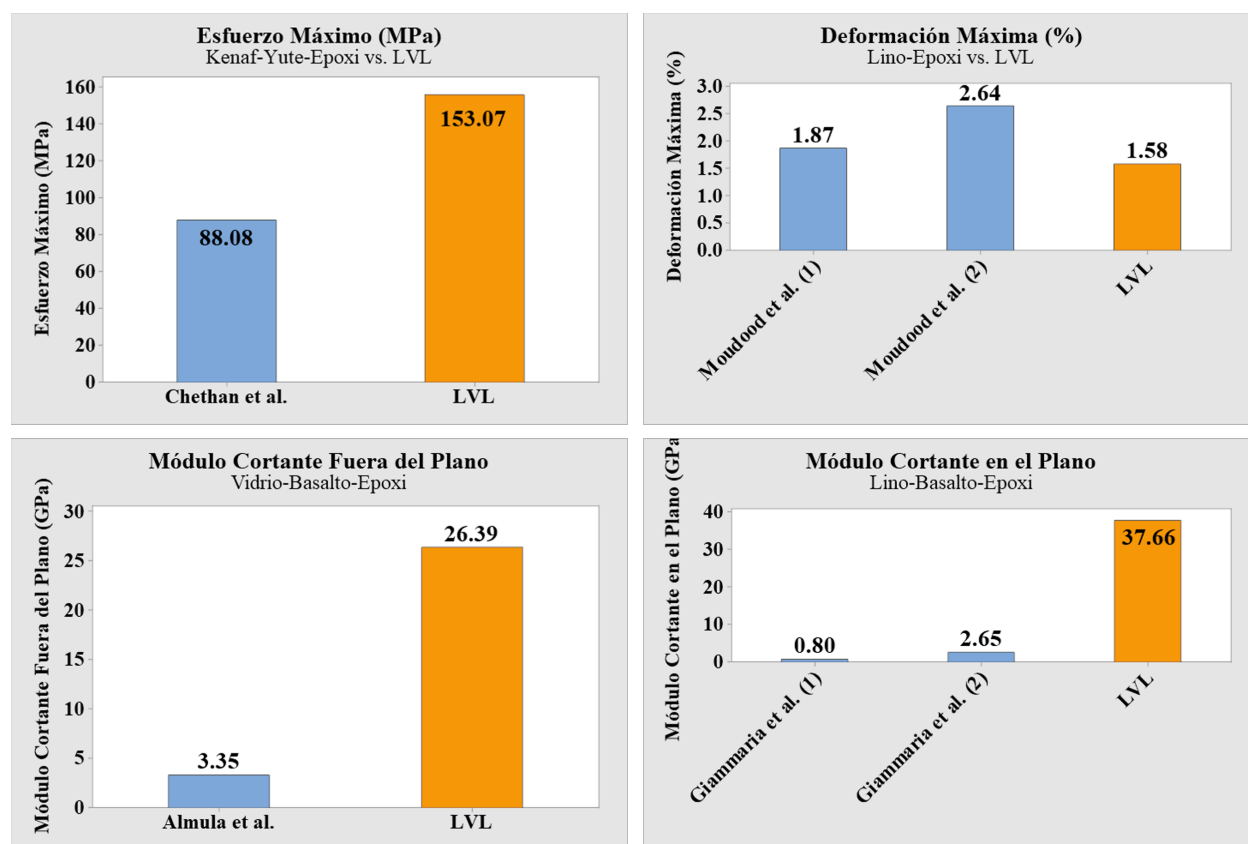 Esfuerzo Máximo (MPa)
Kenaf-Yute-Epoxi vs. LVL
Esfuerzo Máximo (MPa)
160
140
120
100
80
60
40
20
0
88.08
153.07
Chethan et al.
LVL
Deformación Máxima (%)
Lino-Epoxi vs. LVL
Deformación Máxima (%)
3.0
2.5
2.0
1.5
1.0
0.5
0.0
1.87
2.64
1.58
Moudood et al. (1)
Moudood et al. (2)
LVL
Módulo Cortante Fuera del Plano
Vidrio-Basalto-Epoxi
Módulo Cortante Fuera del Plano (GPa)
30
25
20
15
10
5
0
3.35
26.39
Almula et al.
LVL
Módulo Cortante en el Plano
Lino-Basalto-Epoxi
Módulo Cortante en el Plano (GPa
40
30
20
10
0
0.80
2.65
37.66
Giammaria et al. (1)
Giammaria et al. (2)
LVL